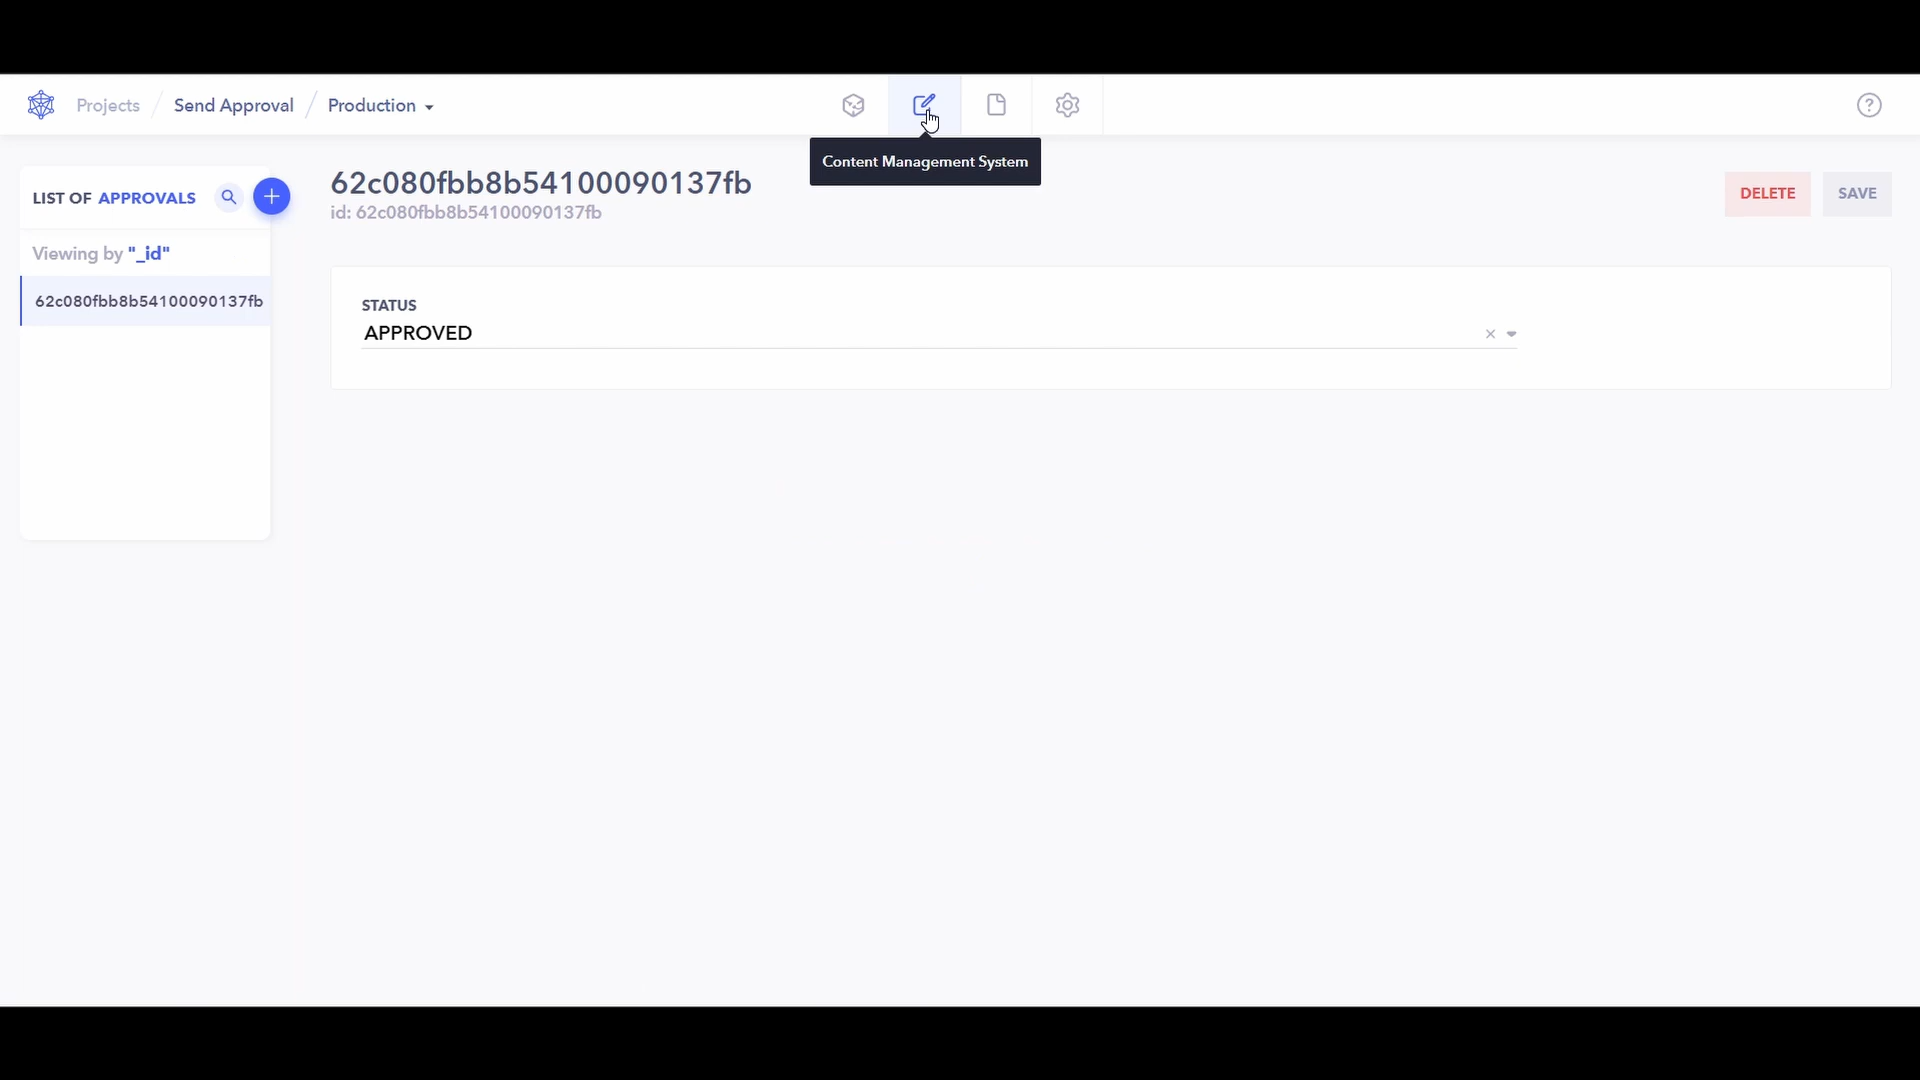 Projects / Send Approval / Production
Content Management System
LIST OF APPROVALS
Viewing by "_id"
62c080fbb8b54100090137fb
62c080fbb8b54100090137fb
id: 62c080fbb8b54100090137fb
DELETE
SAVE
STATUS
APPROVED